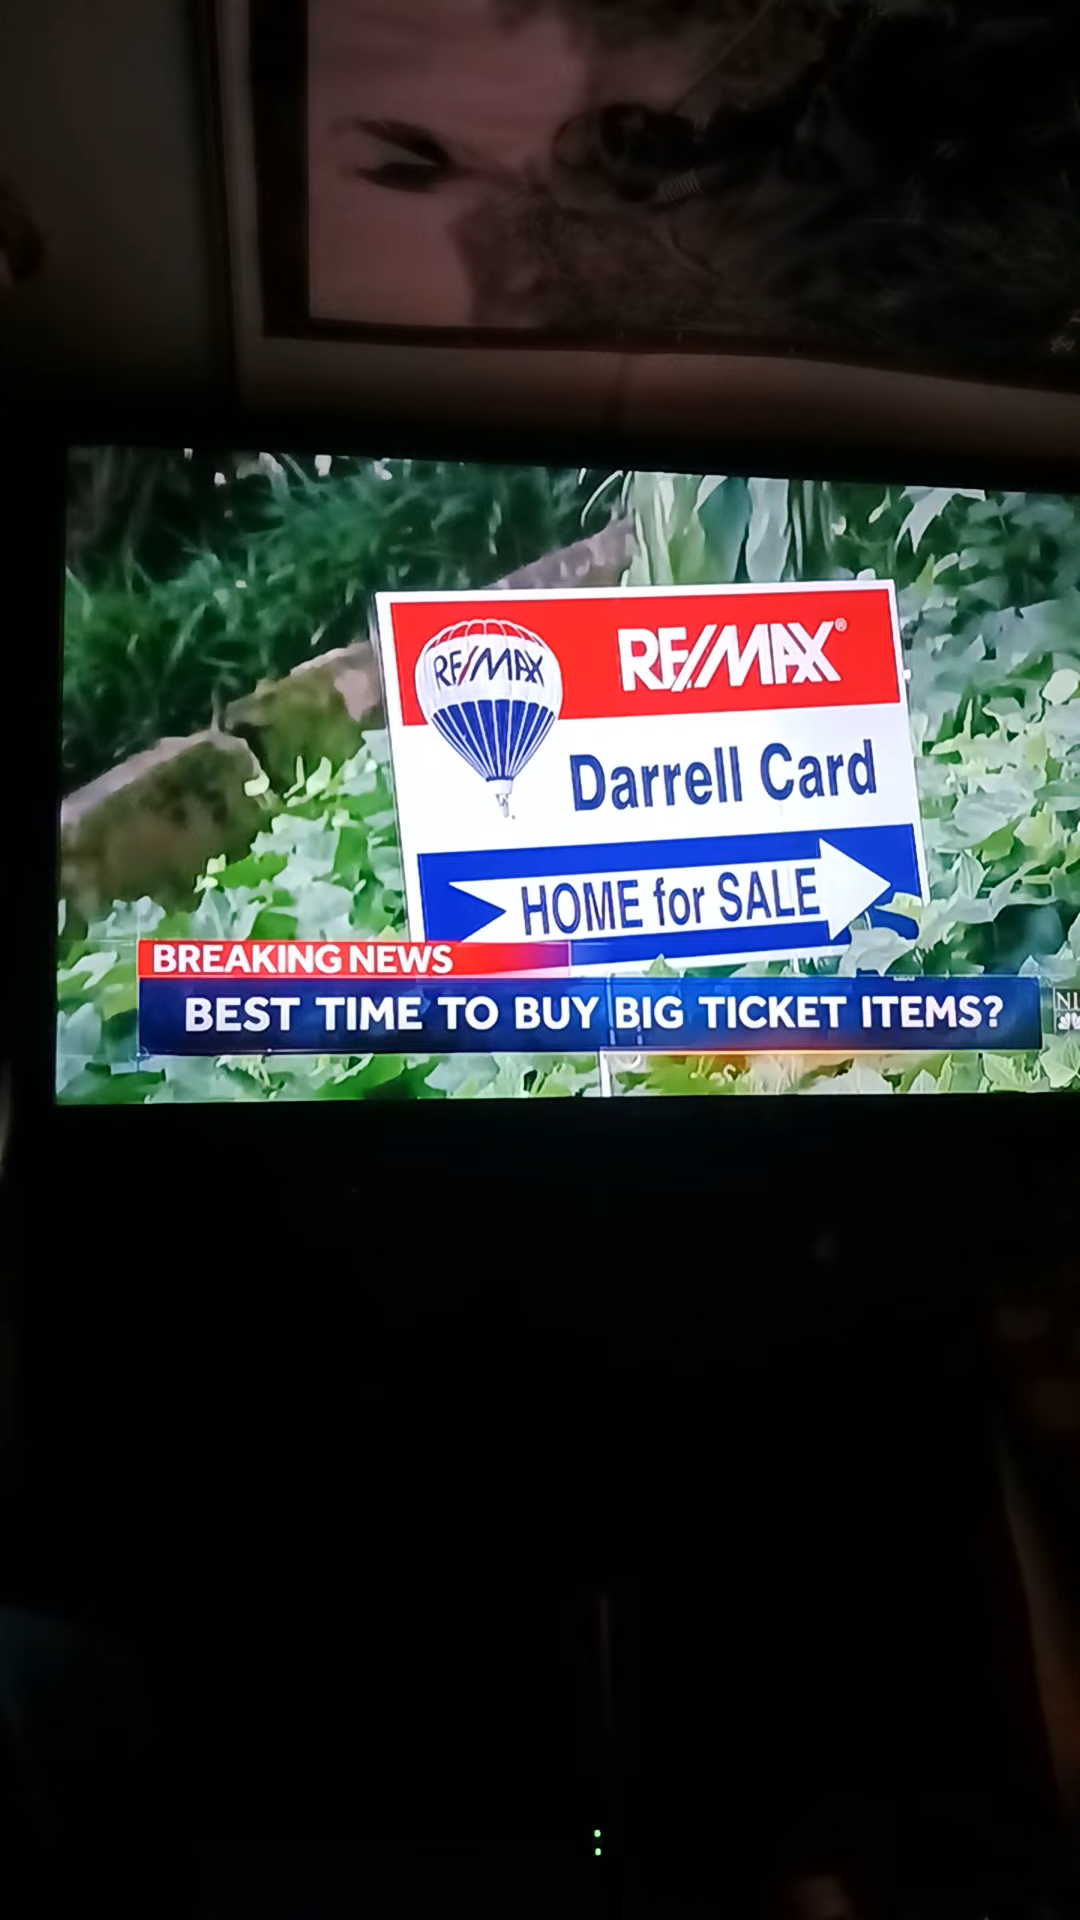 RE/MAX
RE/MAX®
Darrell Card
HOME for SALE
BREAKING NEWS
BEST TIME TO BUY BIG TICKET ITEMS?